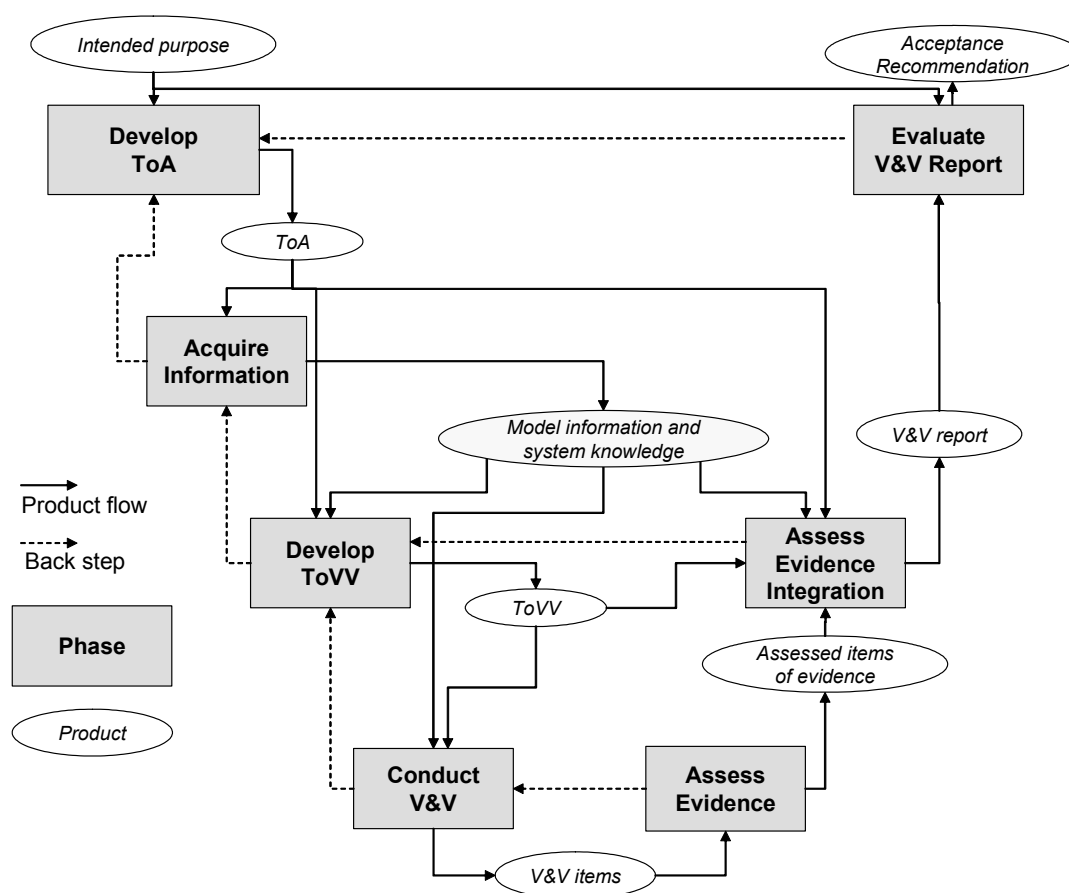 Intended purpose
Acceptance
Recommendation
Develop
ToA
Evaluate
V&V Report
ToA
Acquire
Information
Model information and
system knowledge
V&V report
Product flow
Back step
Develop
ToVV
Assess
Evidence
Integration
ToVV
Phase
Assessed items
of evidence
Product
Conduct
V&V
Assess
Evidence
V&V items